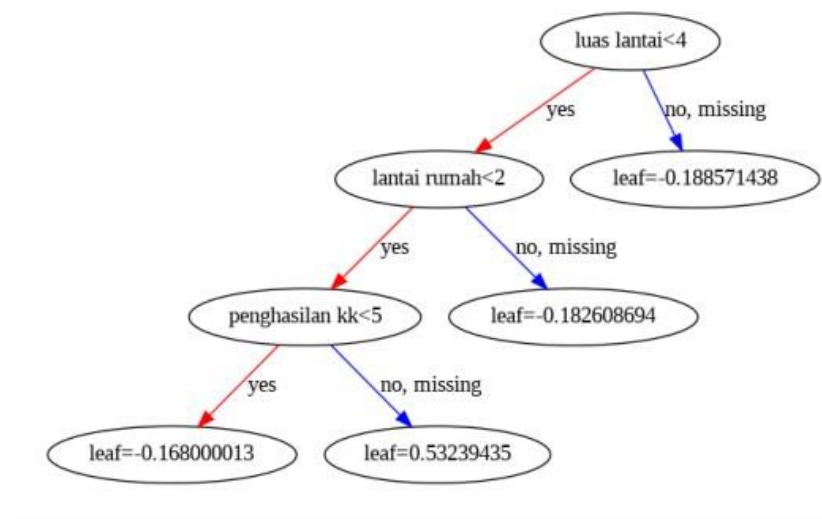 luas lantai<4
yes
no, missing
lantai rumah<2
leaf=-0.188571438
yes
no, missing
penghasilan kk<5
leaf=-0.182608694
yes
no, missing
leaf=-0.168000013
leaf=0.53239435